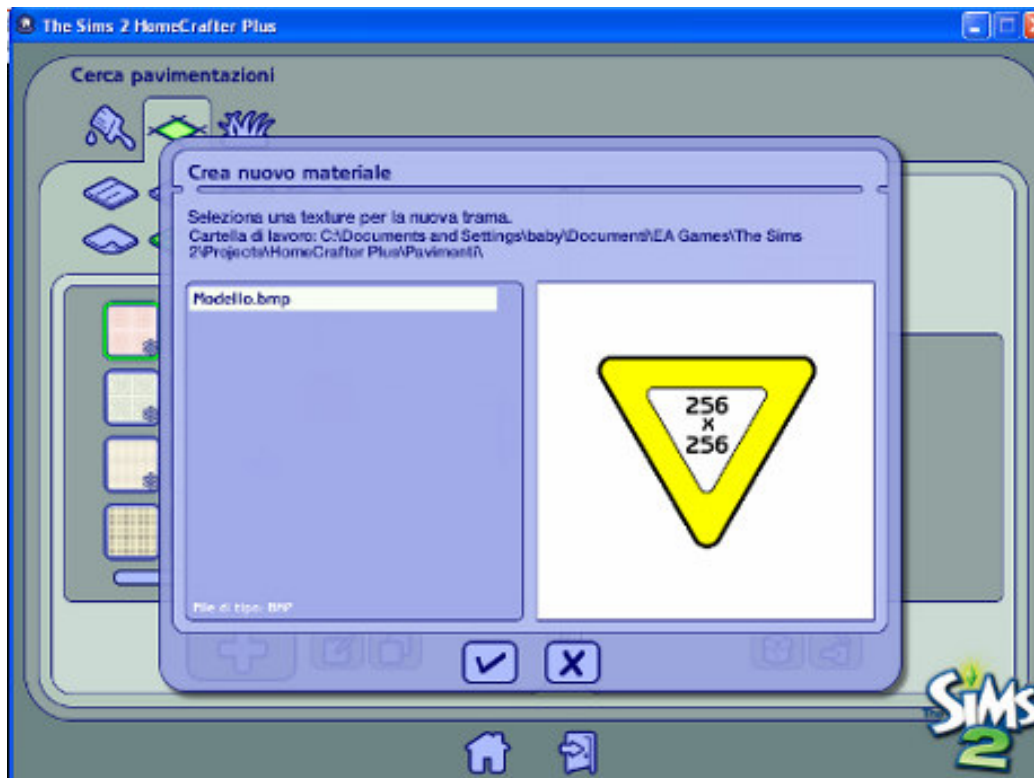 The Sims 2 HomeCrafter Plus
Cerca pavimentazioni
Crea nuovo materiale
Seleziona una texture per la nuova trama.
Cartella di lavoro: C:\Documents and Settings\baby\Documenti\EA Games\The Sims
2\Projects\HomeCrafter Plus\Pavimenti\
Modello.bmp
256
x
256
File di tipo: BMP
The
SIMS
2